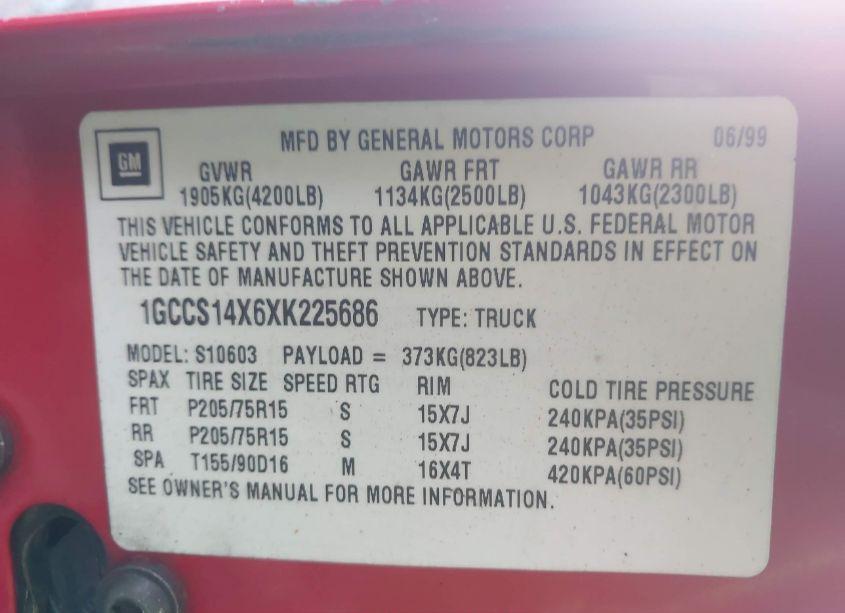 GM
MFD BY GENERAL MOTORS CORP 06/99
GVWR GAWR FRT GAWR RR
1905KG(4200LB) 1134KG(2500LB) 1043KG(2300LB)
THIS VEHICLE CONFORMS TO ALL APPLICABLE U.S. FEDERAL MOTOR
VEHICLE SAFETY AND THEFT PREVENTION STANDARDS IN EFFECT ON
THE DATE OF MANUFACTURE SHOWN ABOVE.
1GCCS14X6XK225686 TYPE: TRUCK
MODEL: S10603 PAYLOAD = 373KG(823LB)
SPAX TIRE SIZE SPEED RTG RIM COLD TIRE PRESSURE
FRT P205/75R15 S 15X7J 240KPA(35PSI)
RR P205/75R15 S 15X7J 240KPA(35PSI)
SPA T155/90D16 M 16X4T 420KPA(60PSI)
SEE OWNER'S MANUAL FOR MORE INFORMATION.